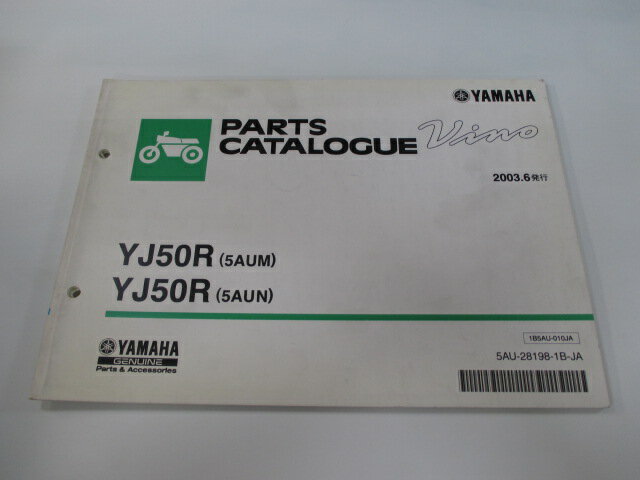 YAMAHA
PARTS
CATALOGUE Vino
2003.6発行
YJ50R (5AUM)
YJ50R (5AUN)
1B5AU-010JA
5AU-28198-1B-JA
YAMAHA
GENUINE
Parts & Accessories